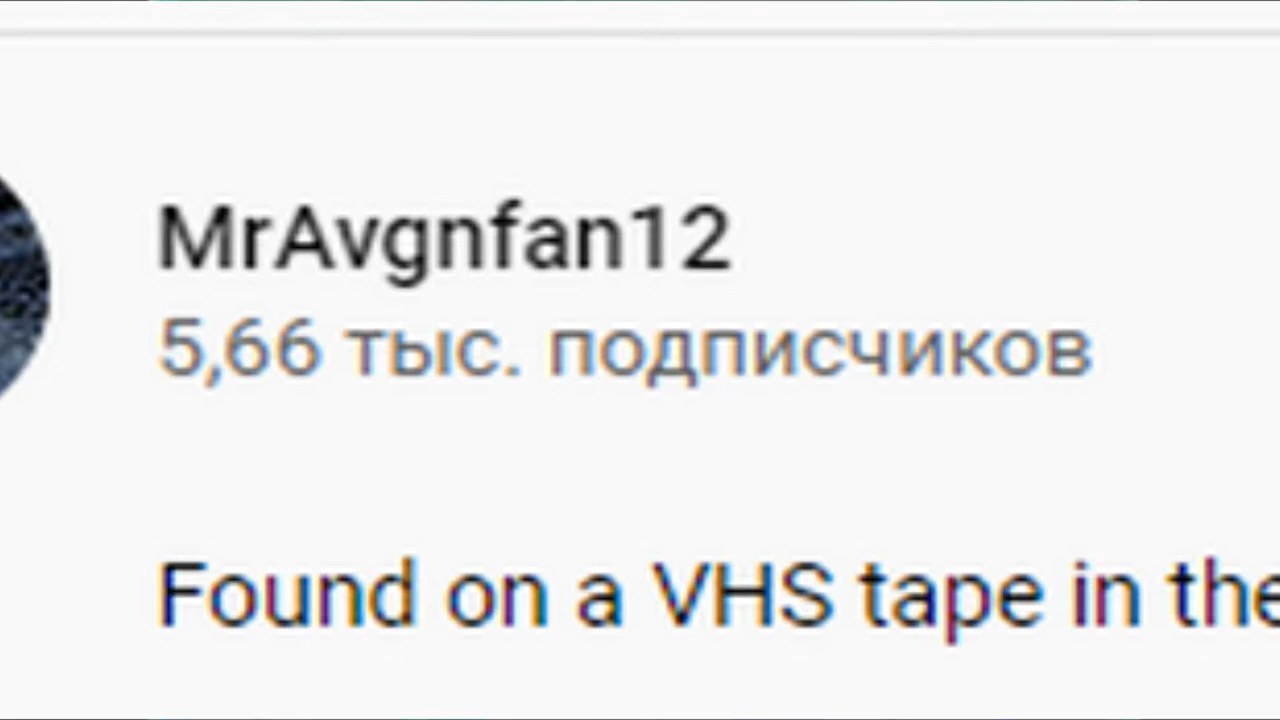 MrAvgnfan12
5,66 тыс. подписчиков
Found on a VHS tape in the